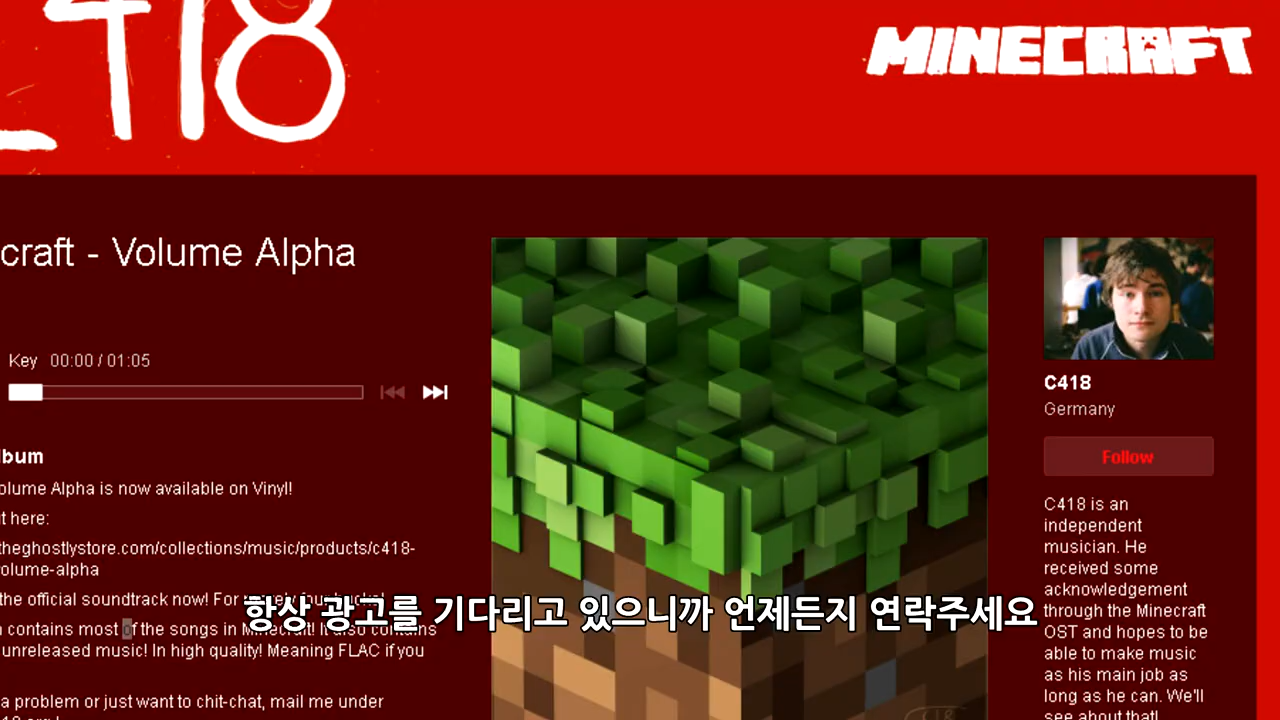 418
MINECRAFT
craft - Volume Alpha
Key 00:00 / 01:05
lbum
olume Alpha is now available on Vinyl!
t here:
theghostlystore.com/collections/music/products/c418-
olume-alpha
the official soundtrack now! For
n contains most of the songs in Minecraft! It also contains
unreleased music! In high quality! Meaning FLAC if you
a problem or just want to chit-chat, mail me under
C418
Germany
Follow
C418 is an
independent
musician. He
received some
acknowledgement
through the Minecraft
OST and hopes to be
able to make music
as his main job as
long as he can. We'll
see about that!
항상 광고를 기다리고 있으니까 언제든지 연락주세요